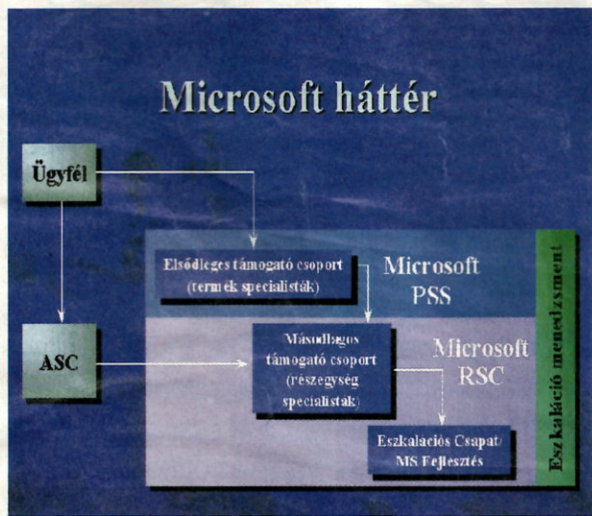 Microsoft háttér
Ügyfél
Elsődleges támogató csoport
(termék specialisták)
Microsoft
PSS
Eszkaláció menedzsment
ASC
Másodlagos
támogató csoport
(részegység
specialisták)
Microsoft
RSC
Eszkalációs Csapat/
MS Fejlesztés